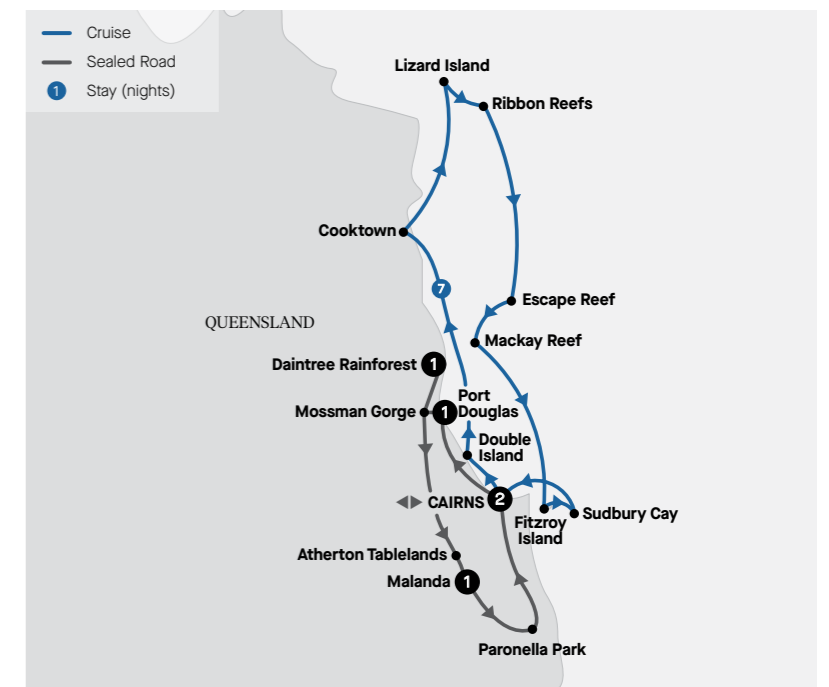 Cruise
Sealed Road
1 Stay (nights)
Lizard Island
Ribbon Reefs
Cooktown
7
Escape Reef
QUEENSLAND
Mackay Reef
Daintree Rainforest 1
Mossman Gorge
1 Port
Douglas
Double
Island
CAIRNS 2
Fitzroy
Island
Sudbury Cay
Atherton Tablelands
Malanda 1
Paronella Park